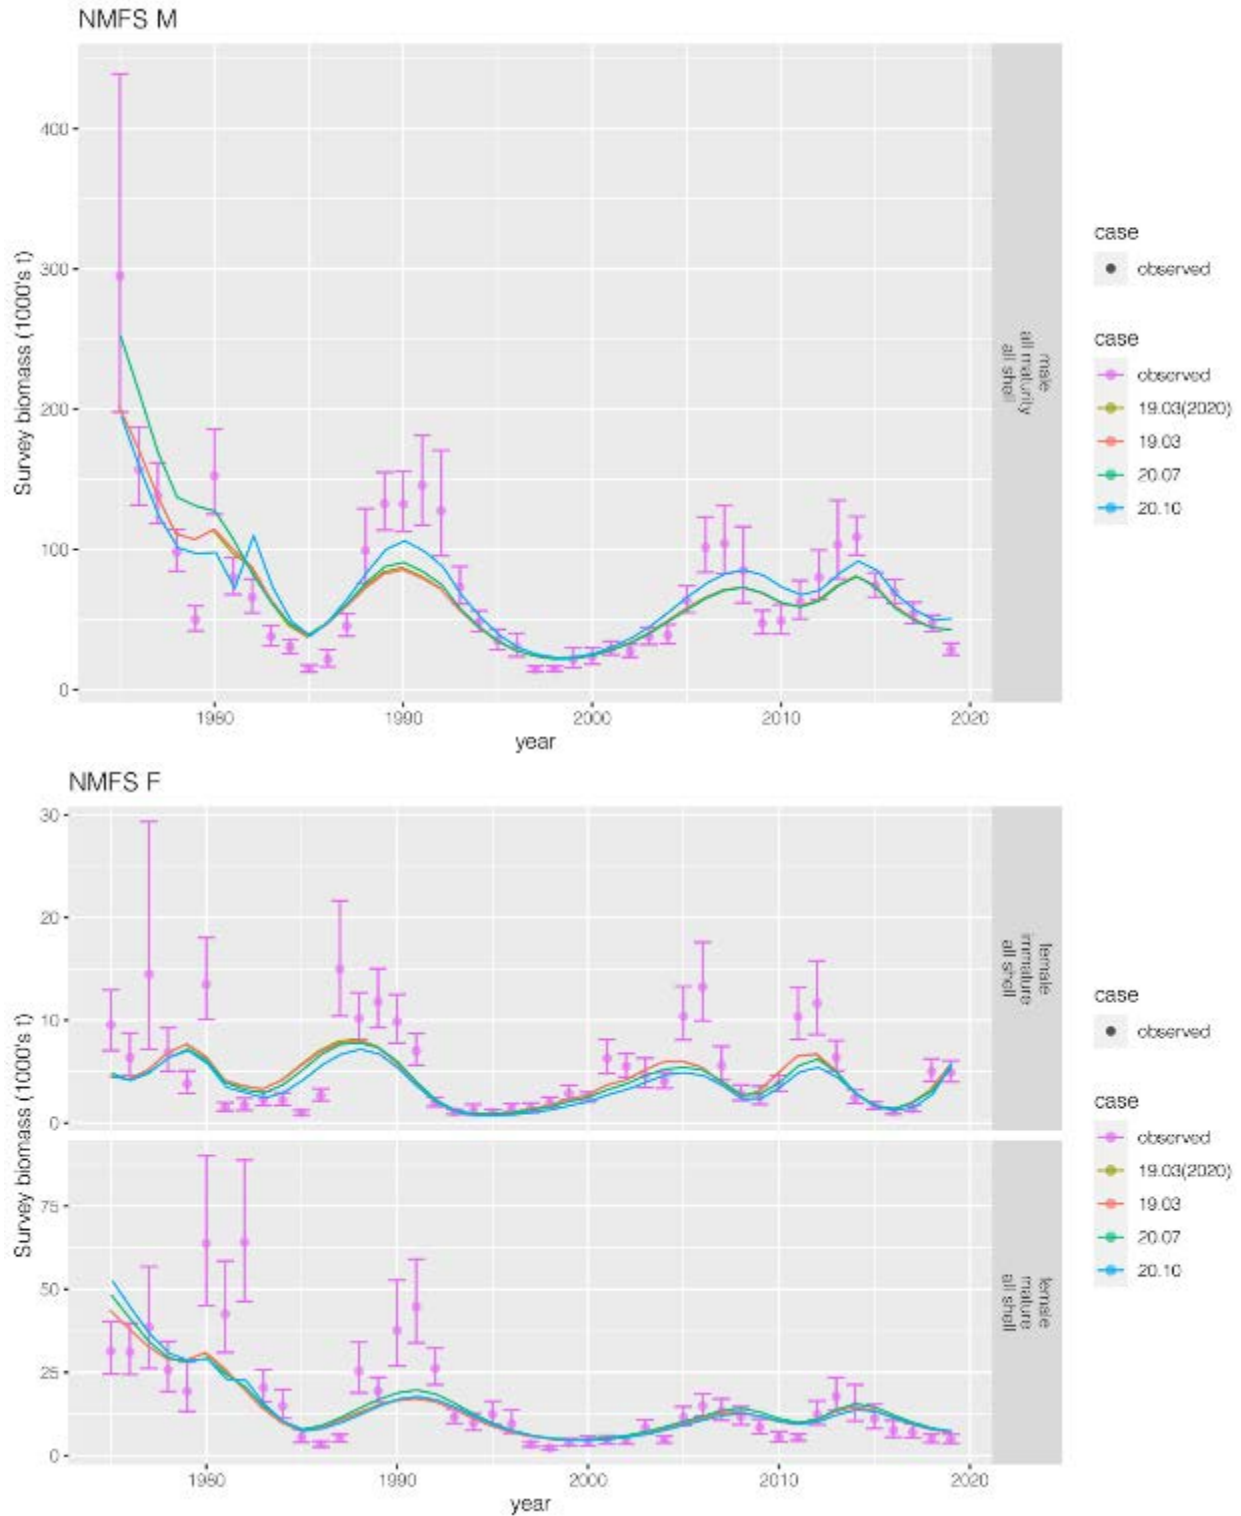 NMFS M
400
300
200
100
0
Survey biomass (1000's t)
1980
1990
2000
2010
2020
year
male
all maturity
all shell
case
observed
case
observed
19.03(2020)
19.03
20.07
20.10
NMFS F
30
20
10
0
female
immature
all shell
75
50
25
0
female
mature
all shell
Survey biomass (1000's t)
1980
1990
2000
2010
2020
year
case
observed
case
observed
19.03(2020)
19.03
20.07
20.10